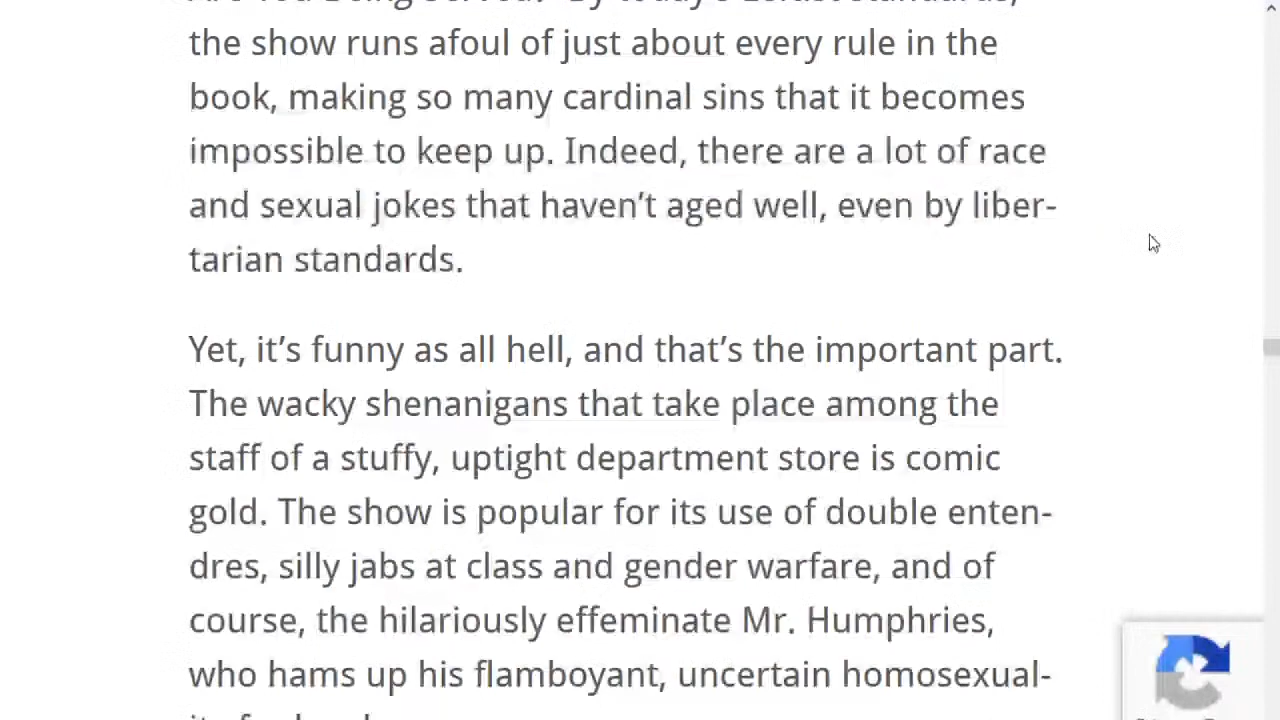 the show runs afoul of just about every rule in the
book, making so many cardinal sins that it becomes
impossible to keep up. Indeed, there are a lot of race
and sexual jokes that haven’t aged well, even by liber-
tarian standards.
Yet, it’s funny as all hell, and that’s the important part.
The wacky shenanigans that take place among the
staff of a stuffy, uptight department store is comic
gold. The show is popular for its use of double enten-
dres, silly jabs at class and gender warfare, and of
course, the hilariously effeminate Mr. Humphries,
who hams up his flamboyant, uncertain homosexual-